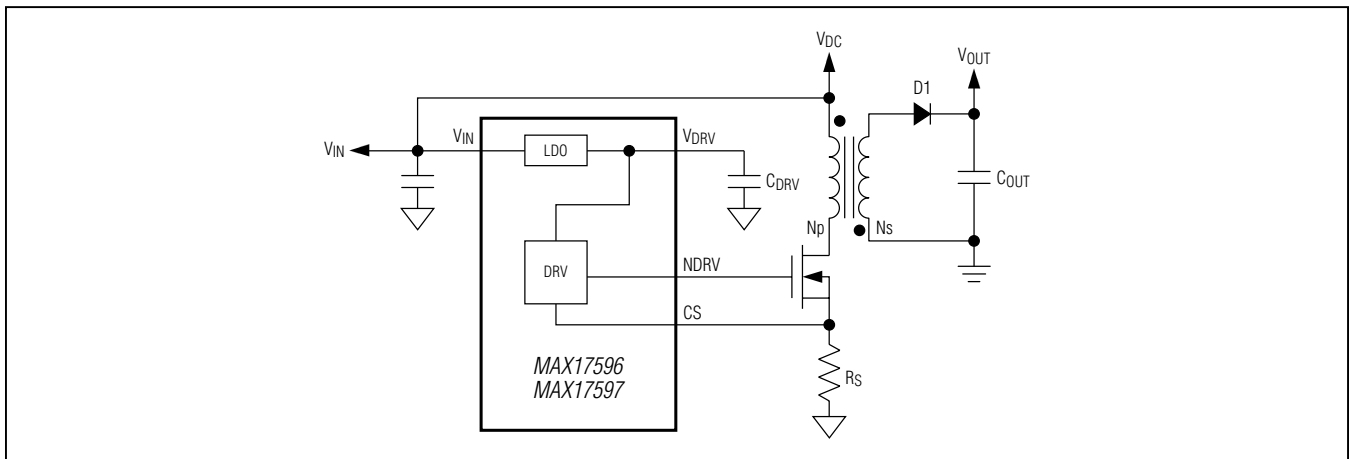 VDC
VOUT
D1
VIN
VIN
LDO
VDRV
CDRV
COUT
Np
Ns
DRV
NDRV
CS
MAX17596
MAX17597
RS